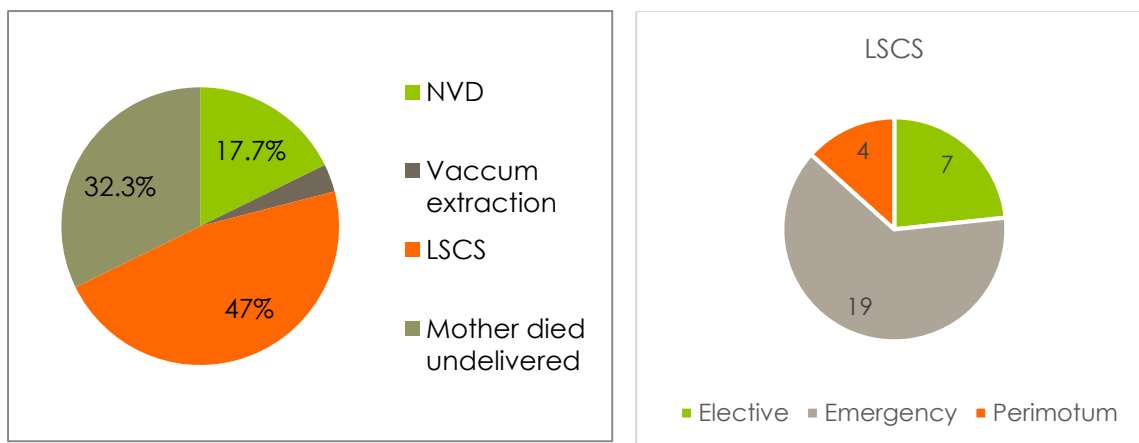 17.7%
32.3%
47%
NVD
Vaccum
extraction
LSCS
Mother died
undelivered
LSCS
4
7
19
Elective Emergency Perimotum